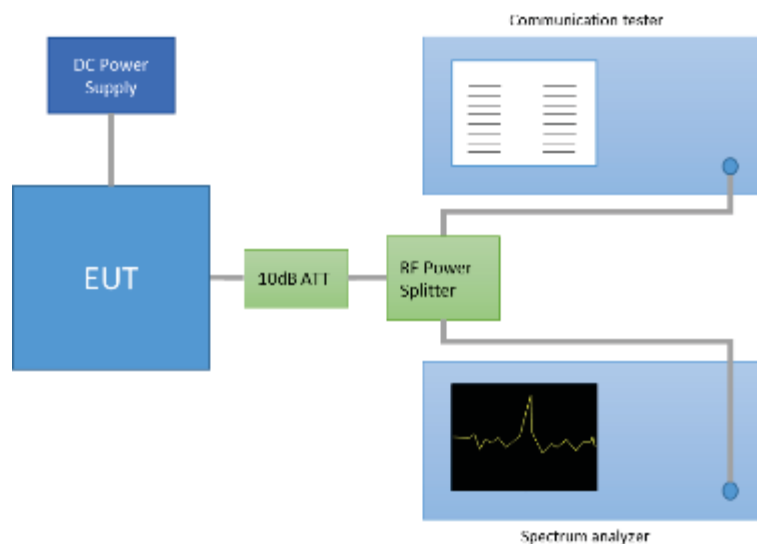 Communication tester
DC Power
Supply
EUT
10dB ATT
RF Power
Splitter
Spectrum analyzer